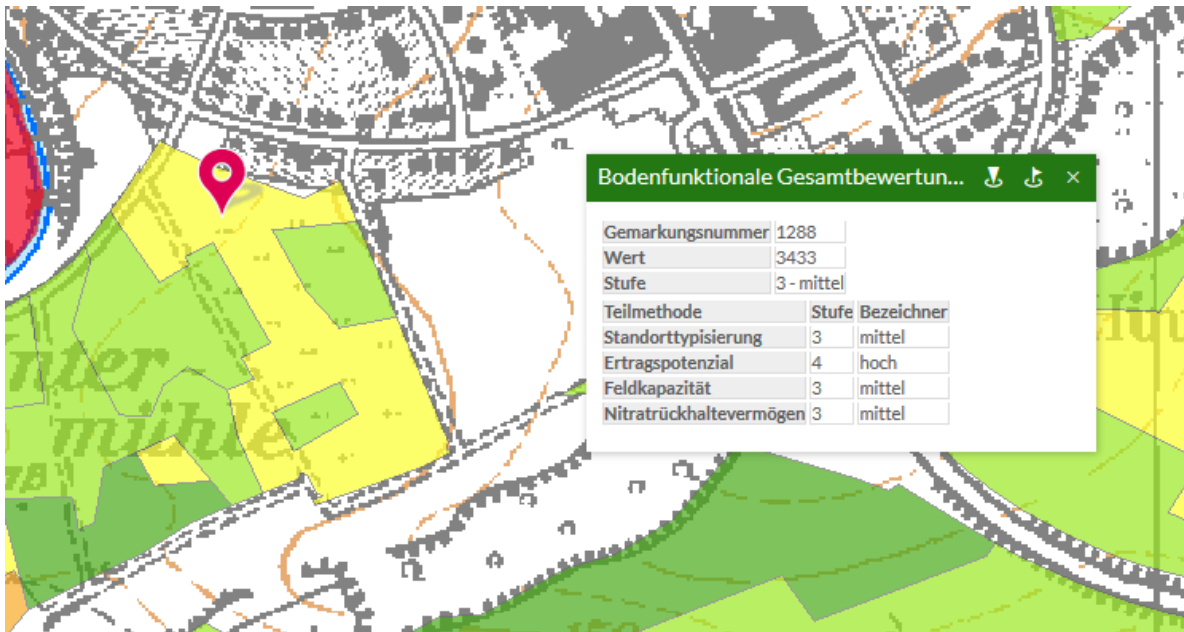 Bodenfunktionale Gesamtbewertun...
Gemarkungsnummer 1288
Wert 3433
Stufe 3 - mittel
Teilmethode Stufe Bezeichner
Standorttypisierung 3 mittel
Ertragspotenzial 4 hoch
Feldkapazität 3 mittel
Nitratrückhaltevermögen 3 mittel
mühle